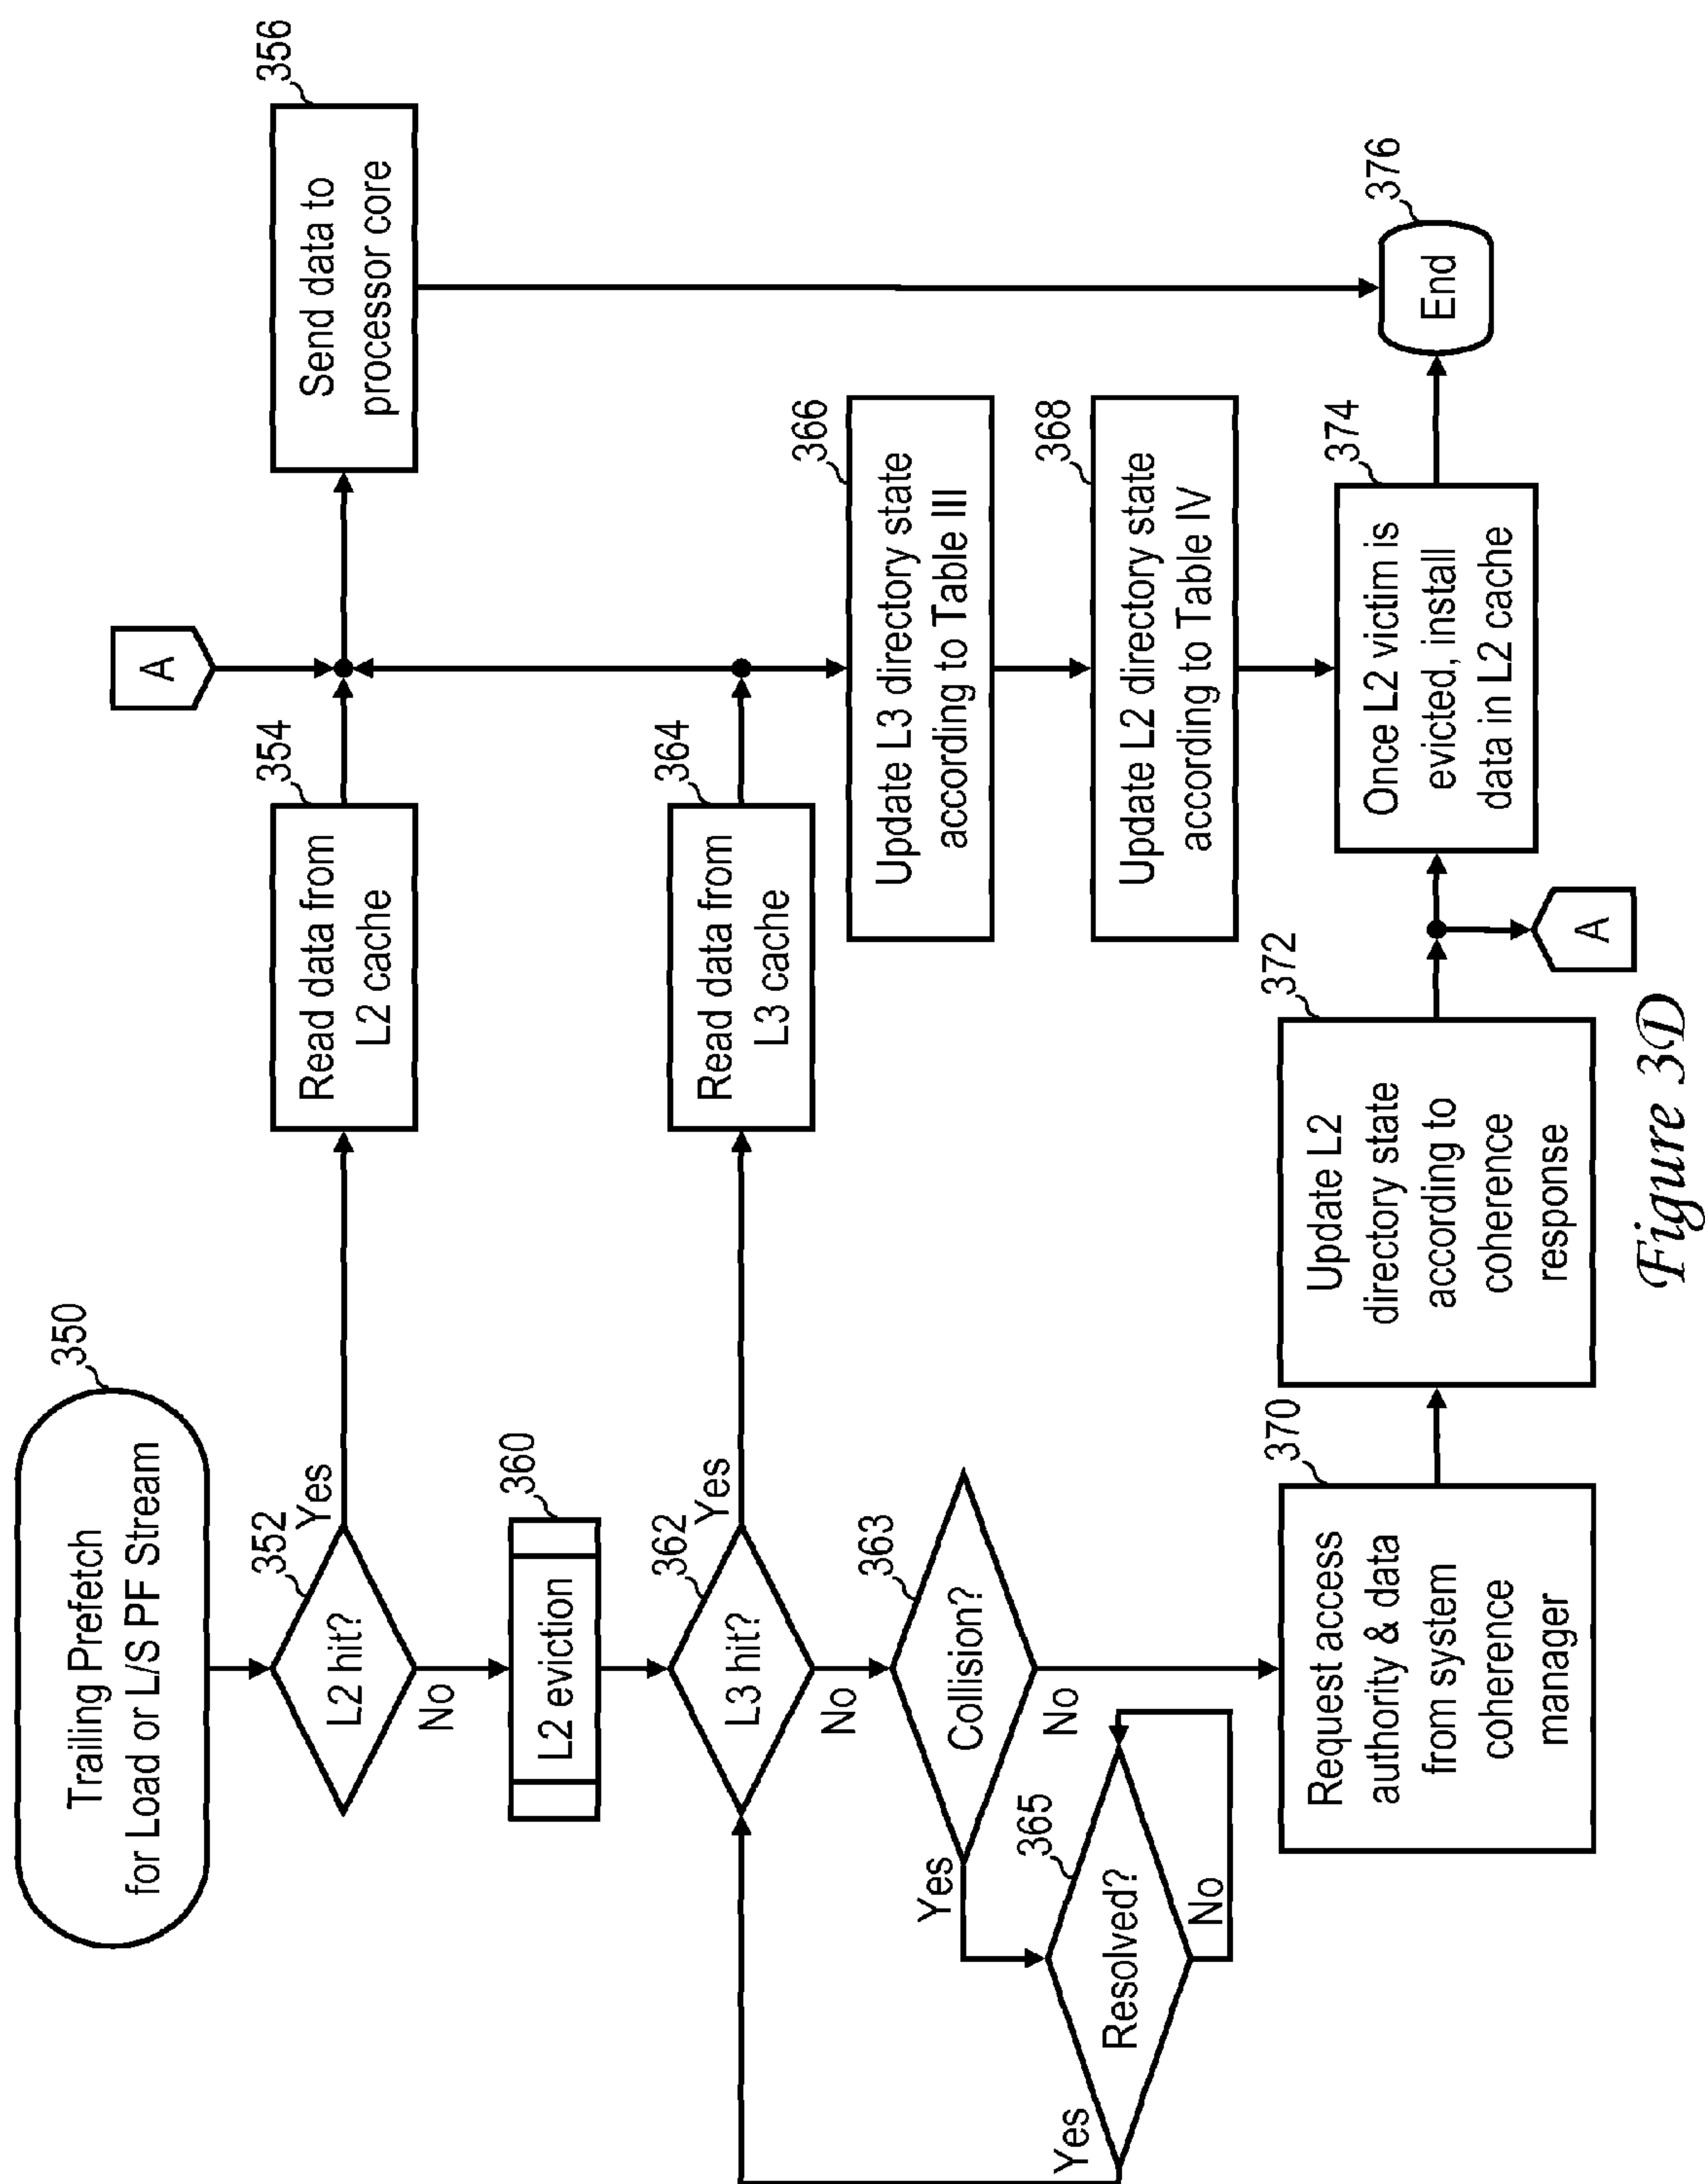 350
Trailing Prefetch
for Load or L/S PF Stream
352
L2 hit?
Yes
No
354
Read data from
L2 cache
A
356
Send data to
processor core
360
L2 eviction
362
L3 hit?
Yes
No
364
Read data from
L3 cache
363
Collision?
Yes
No
365
Resolved?
Yes
No
366
Update L3 directory state
according to Table III
368
Update L2 directory state
according to Table IV
370
Request access
authority & data
from system
coherence
manager
372
Update L2
directory state
according to
coherence
response
A
374
Once L2 victim is
evicted, install
data in L2 cache
376
End
Figure 3D